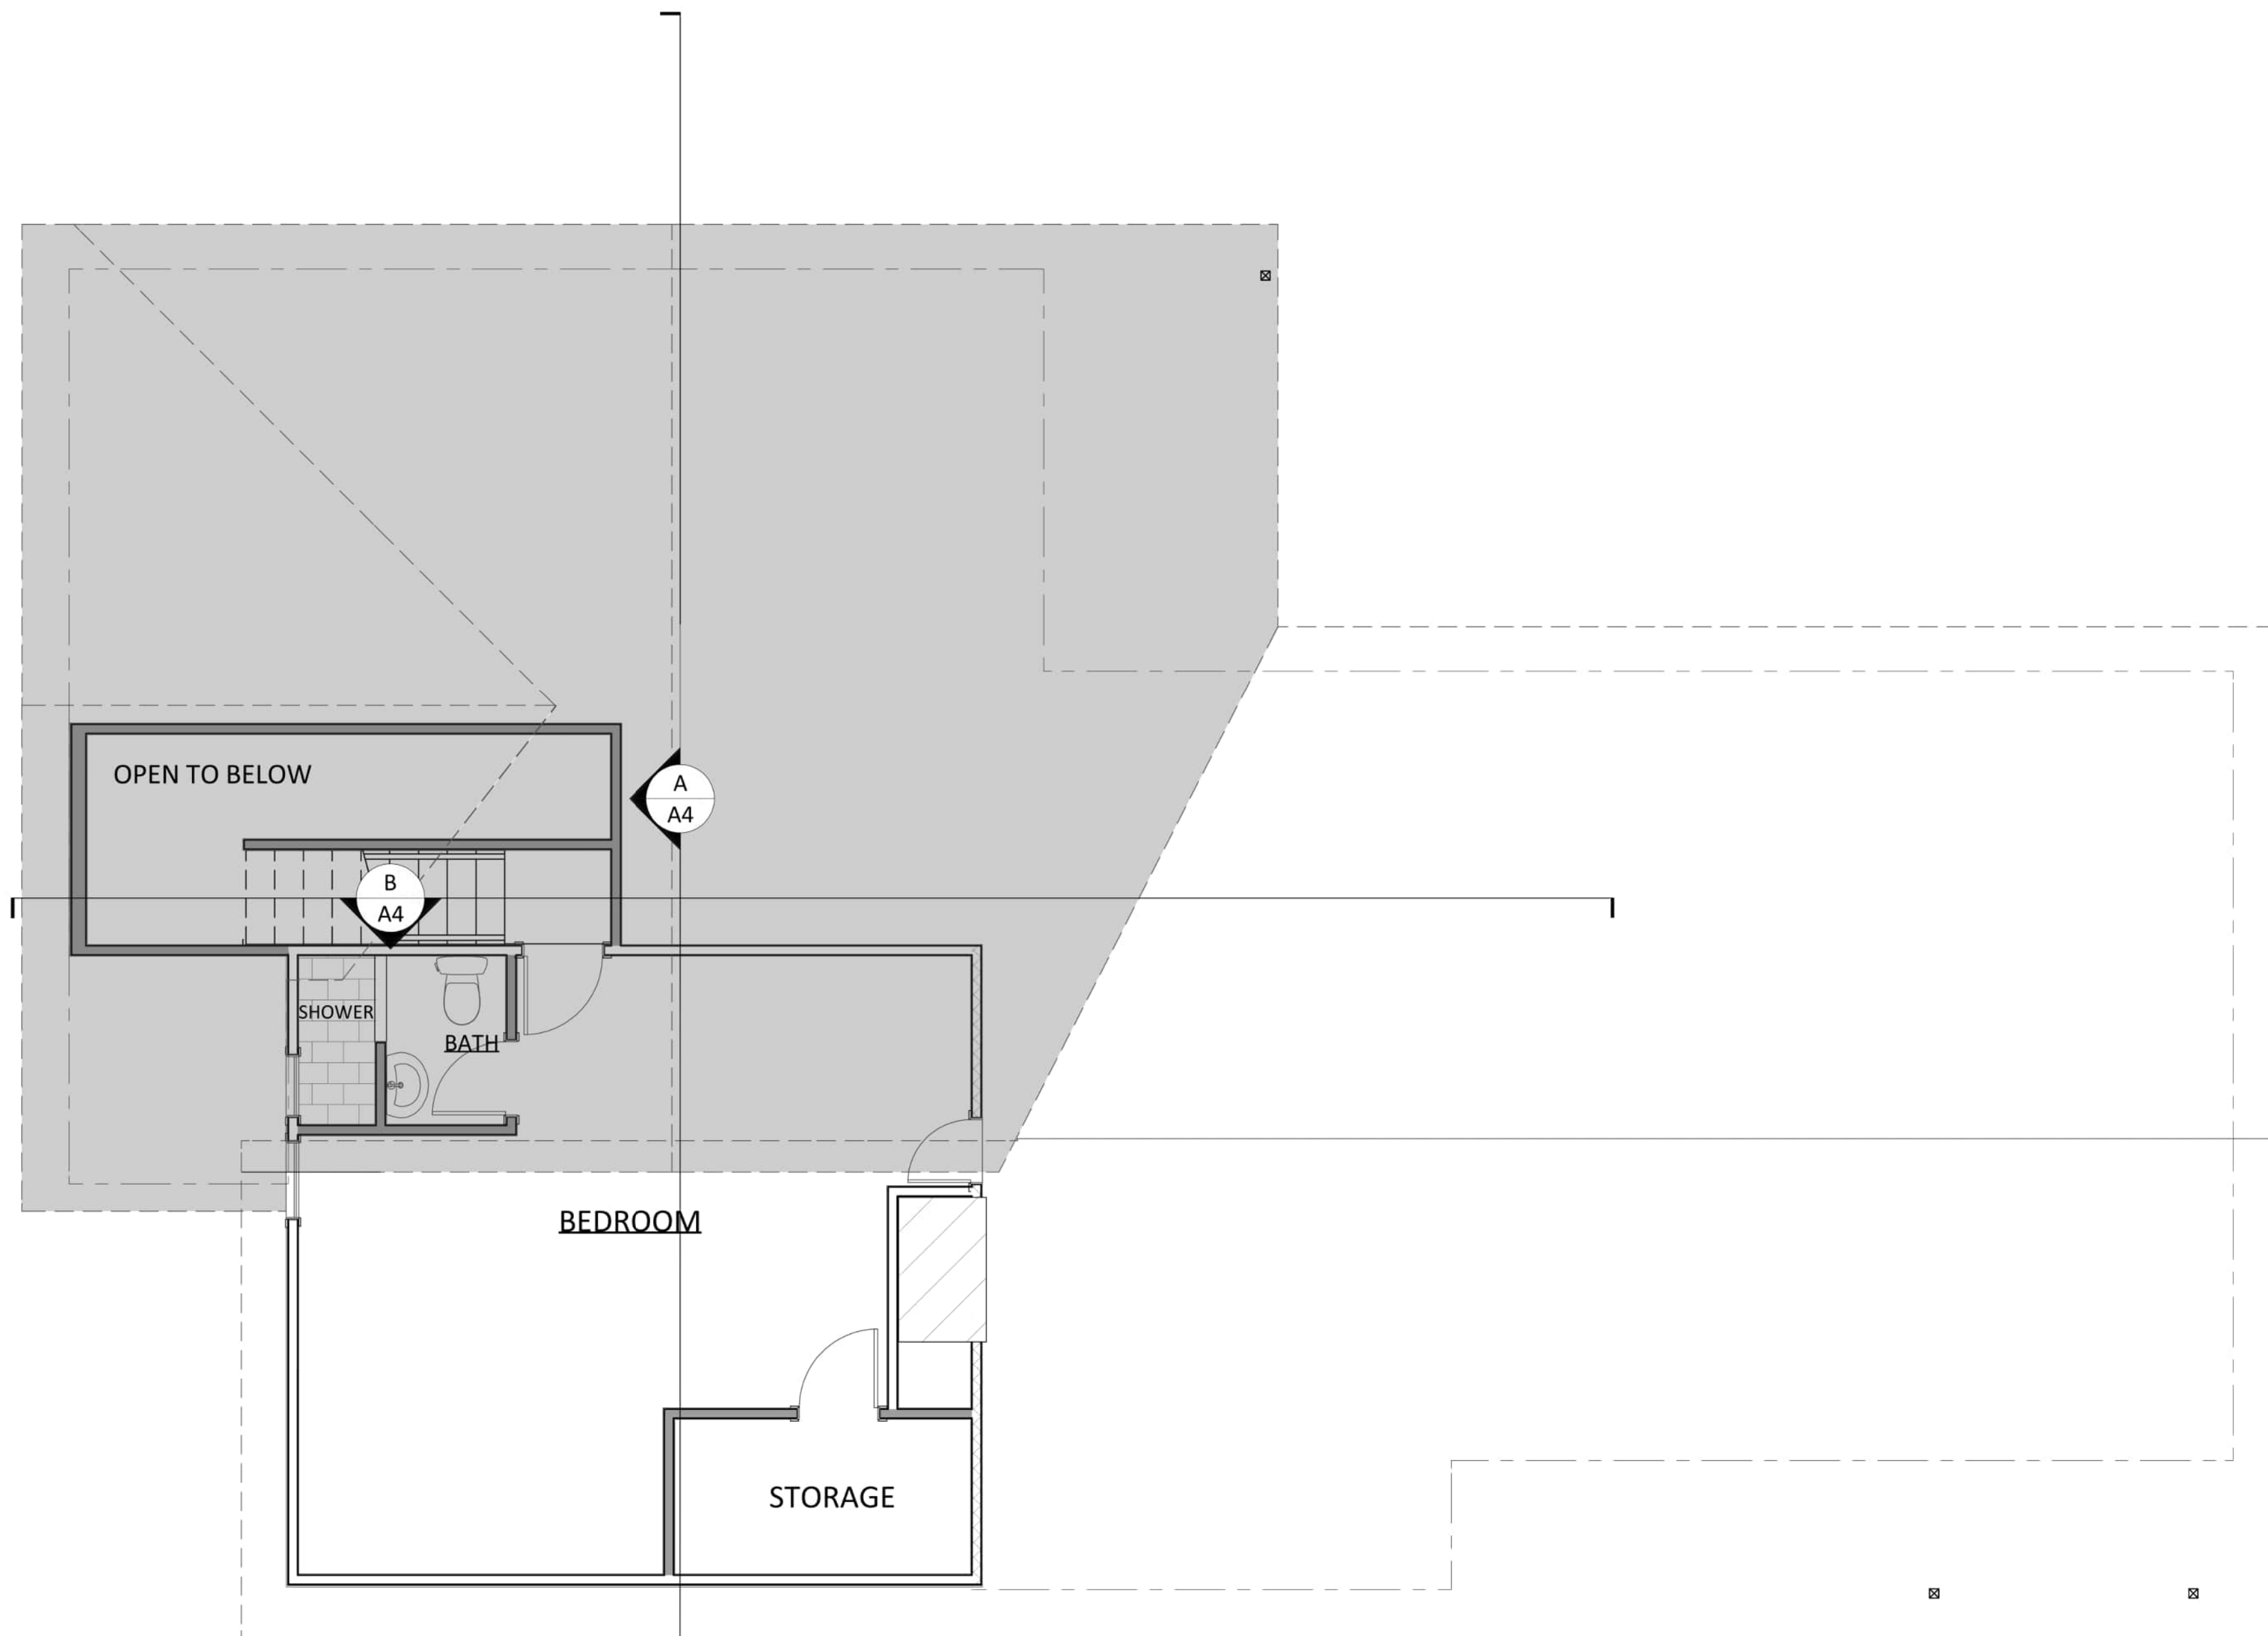 OPEN TO BELOW
A
A4
B
A4
SHOWER
BATH
BEDROOM
STORAGE